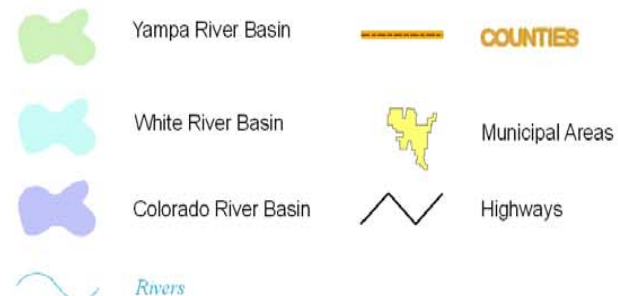 Yampa River Basin
COUNTIES
White River Basin
Municipal Areas
Colorado River Basin
Highways
Rivers